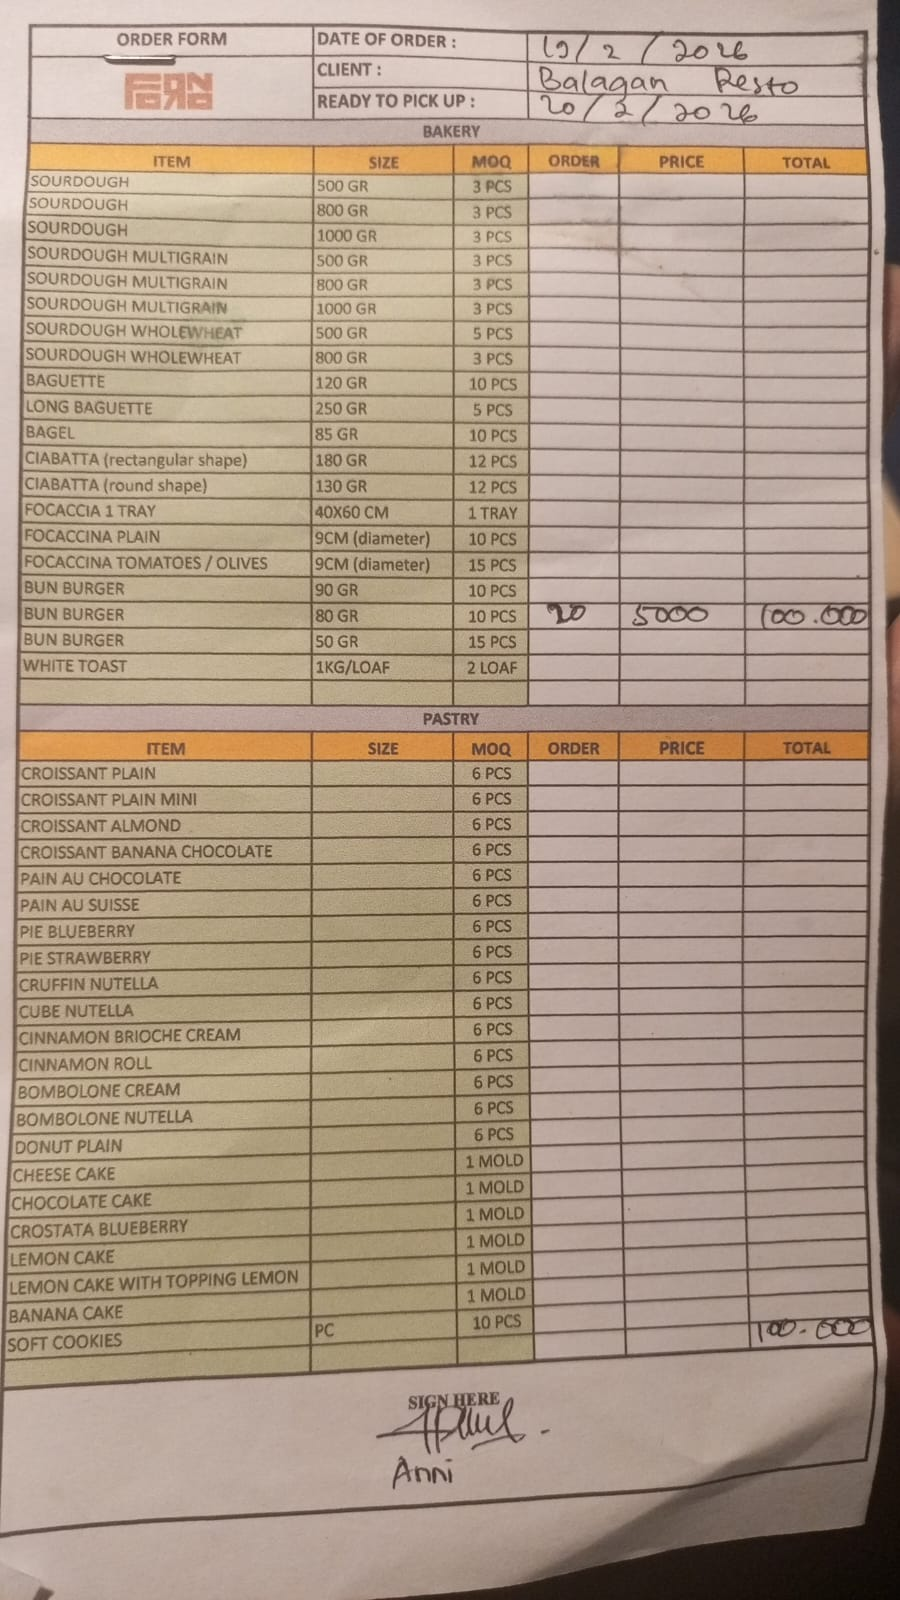 ORDER FORM DATE OF ORDER : 19/2/2026
FORNO CLIENT : Balagan Resto
READY TO PICK UP : 20/2/2026
BAKERY
ITEM SIZE MOQ ORDER PRICE TOTAL
SOURDOUGH 500 GR 3 PCS
SOURDOUGH 800 GR 3 PCS
SOURDOUGH 1000 GR 3 PCS
SOURDOUGH MULTIGRAIN 500 GR 3 PCS
SOURDOUGH MULTIGRAIN 800 GR 3 PCS
SOURDOUGH MULTIGRAIN 1000 GR 3 PCS
SOURDOUGH WHOLEWHEAT 500 GR 5 PCS
SOURDOUGH WHOLEWHEAT 800 GR 3 PCS
BAGUETTE 120 GR 10 PCS
LONG BAGUETTE 250 GR 5 PCS
BAGEL 85 GR 10 PCS
CIABATTA (rectangular shape) 180 GR 12 PCS
CIABATTA (round shape) 130 GR 12 PCS
FOCACCIA 1 TRAY 40X60 CM 1 TRAY
FOCACCINA PLAIN 9CM (diameter) 10 PCS
FOCACCINA TOMATOES / OLIVES 9CM (diameter) 15 PCS
BUN BURGER 90 GR 10 PCS
BUN BURGER 80 GR 10 PCS 20 5000 100.000
BUN BURGER 50 GR 15 PCS
WHITE TOAST 1KG/LOAF 2 LOAF
PASTRY
ITEM SIZE MOQ ORDER PRICE TOTAL
CROISSANT PLAIN 6 PCS
CROISSANT PLAIN MINI 6 PCS
CROISSANT ALMOND 6 PCS
CROISSANT BANANA CHOCOLATE 6 PCS
PAIN AU CHOCOLATE 6 PCS
PAIN AU SUISSE 6 PCS
PIE BLUEBERRY 6 PCS
PIE STRAWBERRY 6 PCS
CRUFFIN NUTELLA 6 PCS
CUBE NUTELLA 6 PCS
CINNAMON BRIOCHE CREAM 6 PCS
CINNAMON ROLL 6 PCS
BOMBOLONE CREAM 6 PCS
BOMBOLONE NUTELLA 6 PCS
DONUT PLAIN 6 PCS
CHEESE CAKE 1 MOLD
CHOCOLATE CAKE 1 MOLD
CROSTATA BLUEBERRY 1 MOLD
LEMON CAKE 1 MOLD
LEMON CAKE WITH TOPPING LEMON 1 MOLD
BANANA CAKE 1 MOLD
SOFT COOKIES PC 10 PCS
100.000
SIGN HERE
Anni